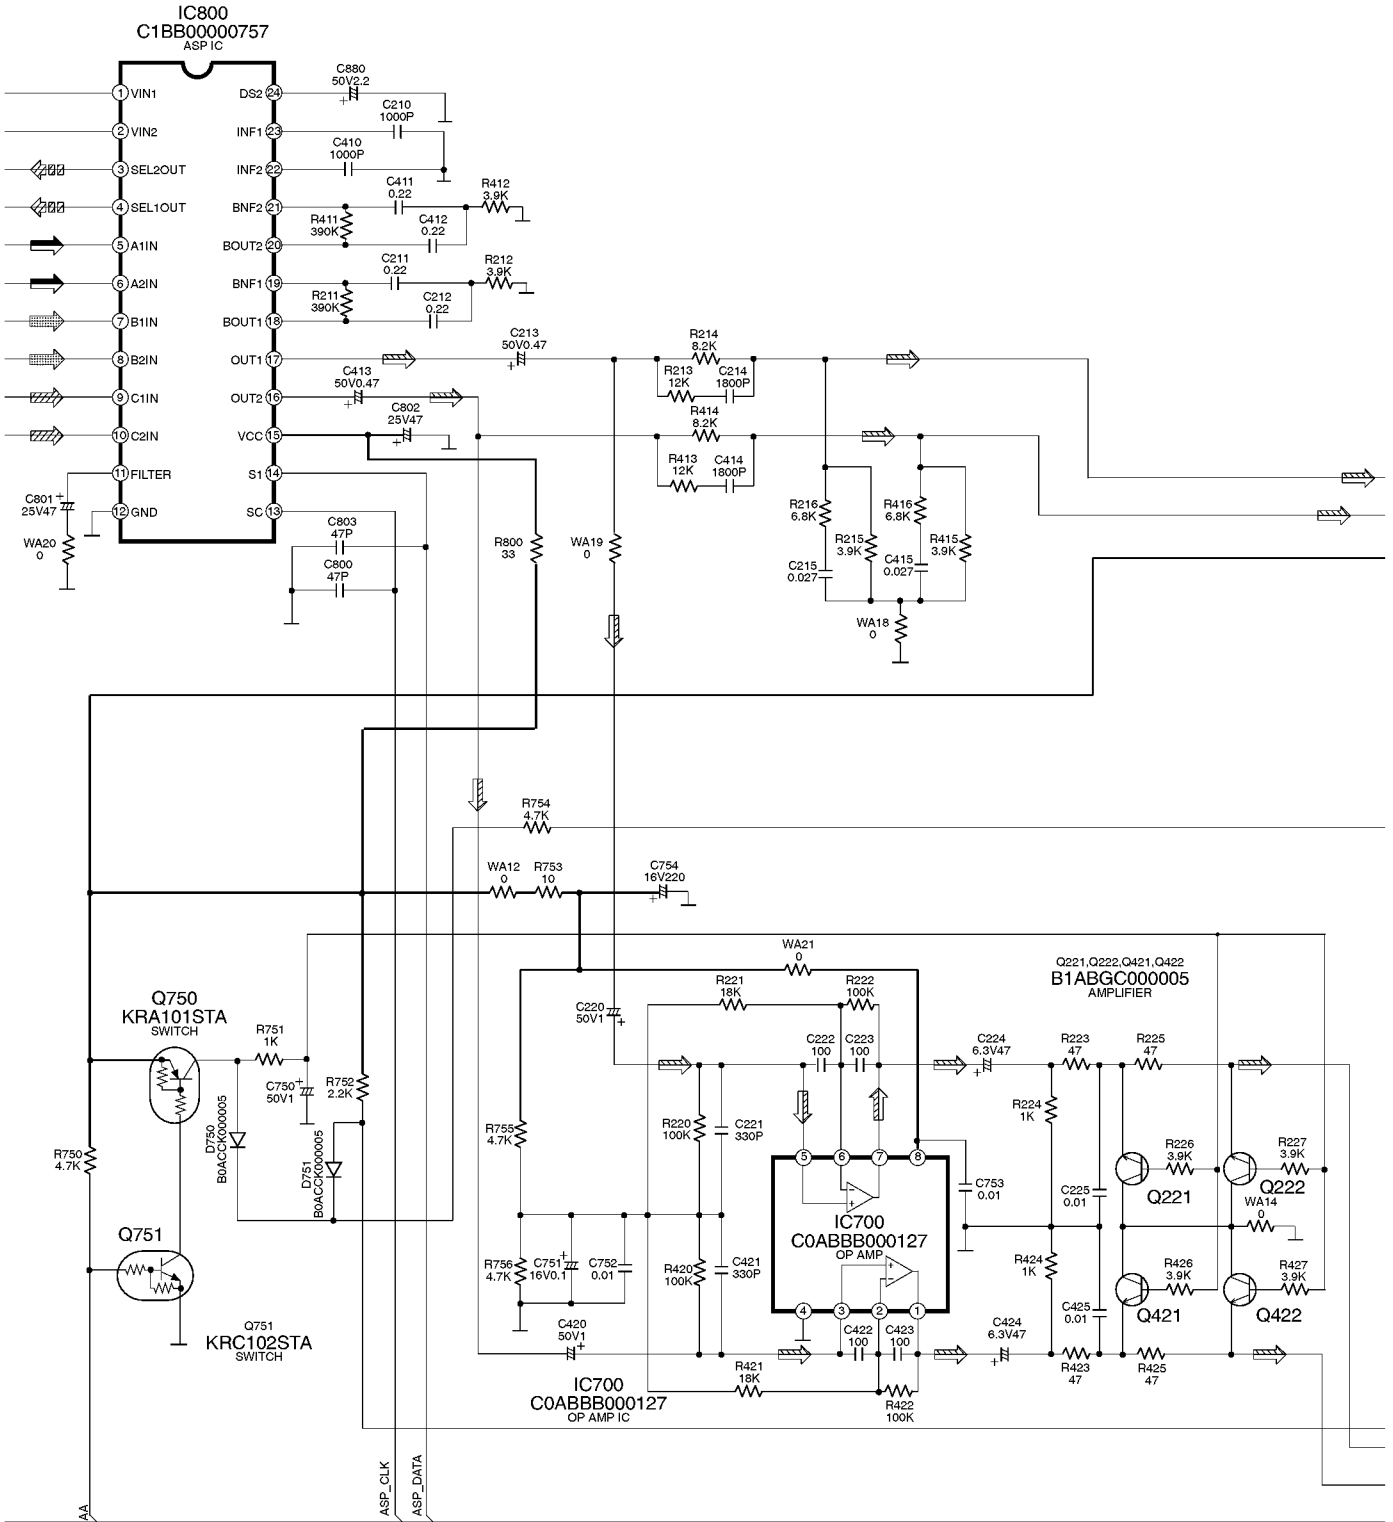 IC800
C1BB00000757
ASP IC
1 VIN1
2 VIN2
3 SEL2OUT
4 SEL1OUT
5 A1IN
6 A2IN
7 B1IN
8 B2IN
9 C1IN
10 C2IN
11 FILTER
12 GND
DS2 24
INF1 23
INF2 22
BNF2 21
BOUT2 20
BNF1 19
BOUT1 18
OUT1 17
OUT2 16
VCC 15
S1 14
SC 13
C880
50V2.2
+
C210
1000P
C410
1000P
C411
0.22
R412
3.9K
R411
390K
C412
0.22
C211
0.22
R212
3.9K
R211
390K
C212
0.22
C213
50V0.47
+
C413
50V0.47
+
C802
25V47
+
R214
8.2K
R213
12K
C214
1800P
R414
8.2K
R413
12K
C414
1800P
C801
25V47
+
WA20
0
C803
47P
C800
47P
R800
33
WA19
0
R216
6.8K
R215
3.9K
C215
0.027
R416
6.8K
R415
3.9K
C415
0.027
WA18
0
R754
4.7K
WA12
0
R753
10
C754
16V220
+
WA21
0
Q750
KRA101STA
SWITCH
R751
1K
C750
50V1
+
R752
2.2K
D750
B0ACCK000005
D751
B0ACCK000005
R750
4.7K
Q751
Q751
KRC102STA
SWITCH
R755
4.7K
R756
4.7K
C751
16V0.1
+
C752
0.01
C220
50V1
+
R221
18K
R222
100K
C222
100
C223
100
R220
100K
C221
330P
R420
100K
C421
330P
5
6
7
8
- +
IC700
C0ABBB000127
OP AMP
+ -
4
3
2
1
C753
0.01
C420
50V1
+
C422
100
C423
100
R421
18K
R422
100K
IC700
C0ABBB000127
OP AMP IC
Q221,Q222,Q421,Q422
B1ABGC000005
AMPLIFIER
C224
6.3V47
+
R223
47
R225
47
R224
1K
C225
0.01
R226
3.9K
Q221
R227
3.9K
Q222
WA14
0
R424
1K
C425
0.01
R426
3.9K
Q421
R427
3.9K
Q422
C424
6.3V47
+
R423
47
R425
47
AA
ASP_CLK
ASP_DATA